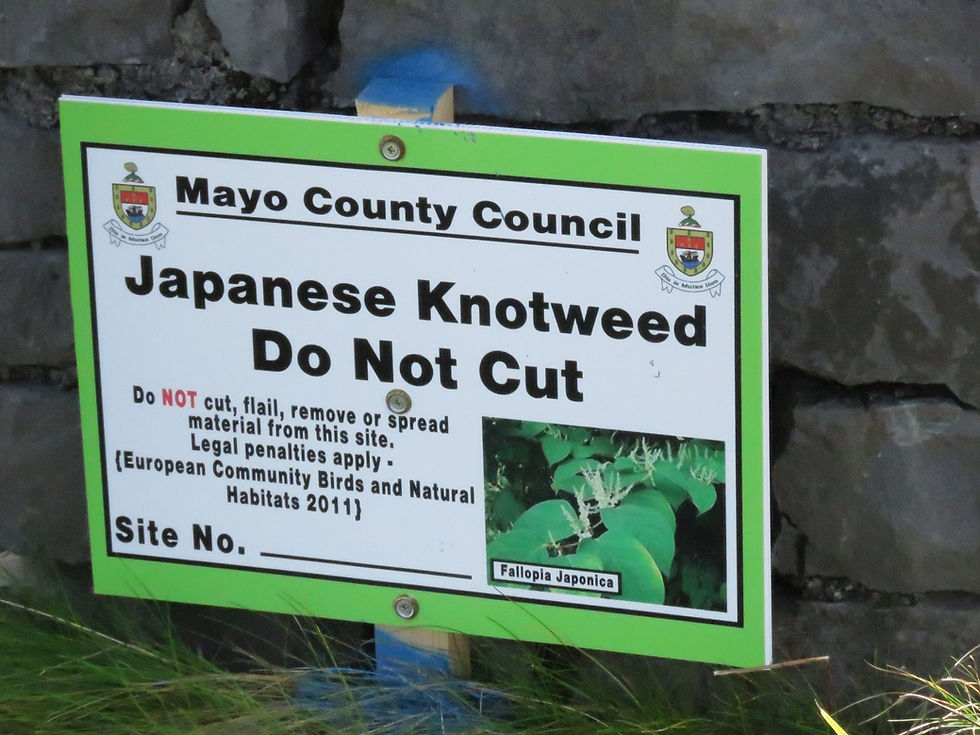 Mayo County Council
Japanese Knotweed
Do Not Cut
Do NOT cut, flail, remove or spread
material from this site.
Legal penalties apply -
{European Community Birds and Natural
Habitats 2011}
Site No.
Fallopia Japonica